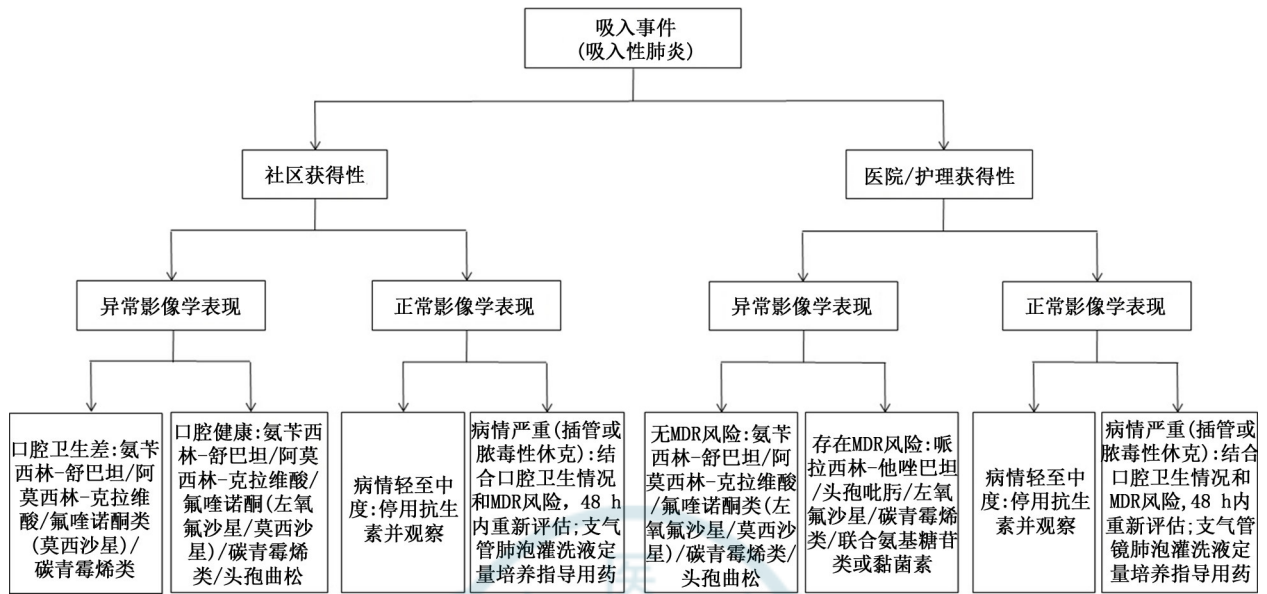 吸入事件
(吸入性肺炎)
社区获得性
医院/护理获得性
异常影像学表现
正常影像学表现
异常影像学表现
正常影像学表现
口腔卫生差:氨苄
西林-舒巴坦/阿
莫西林-克拉维
酸/氟喹诺酮类
(莫西沙星)/
碳青霉烯类
口腔健康:氨苄西
林-舒巴坦/阿莫
西林-克拉维酸/
氟喹诺酮(左氧
氟沙星/莫西沙
星)/碳青霉烯
类/头孢曲松
病情轻至中
度:停用抗生
素并观察
病情严重(插管或
脓毒性休克):结
合口腔卫生情况
和MDR风险, 48 h
内重新评估;支气
管肺泡灌洗液定
量培养指导用药
无MDR风险:氨苄
西林-舒巴坦/阿
莫西林-克拉维酸
/氟喹诺酮类(左
氧氟沙星/莫西沙
星)/碳青霉烯类/
头孢曲松
存在MDR风险:哌
拉西林-他唑巴坦
/头孢吡肟/左氧
氟沙星/碳青霉烯
类/联合氨基糖苷
类或黏菌素
病情轻至中
度:停用抗生
素并观察
病情严重(插管或
脓毒性休克):结合
口腔卫生情况和
MDR风险,48 h内
重新评估;支气管
镜肺泡灌洗液定
量培养指导用药
医